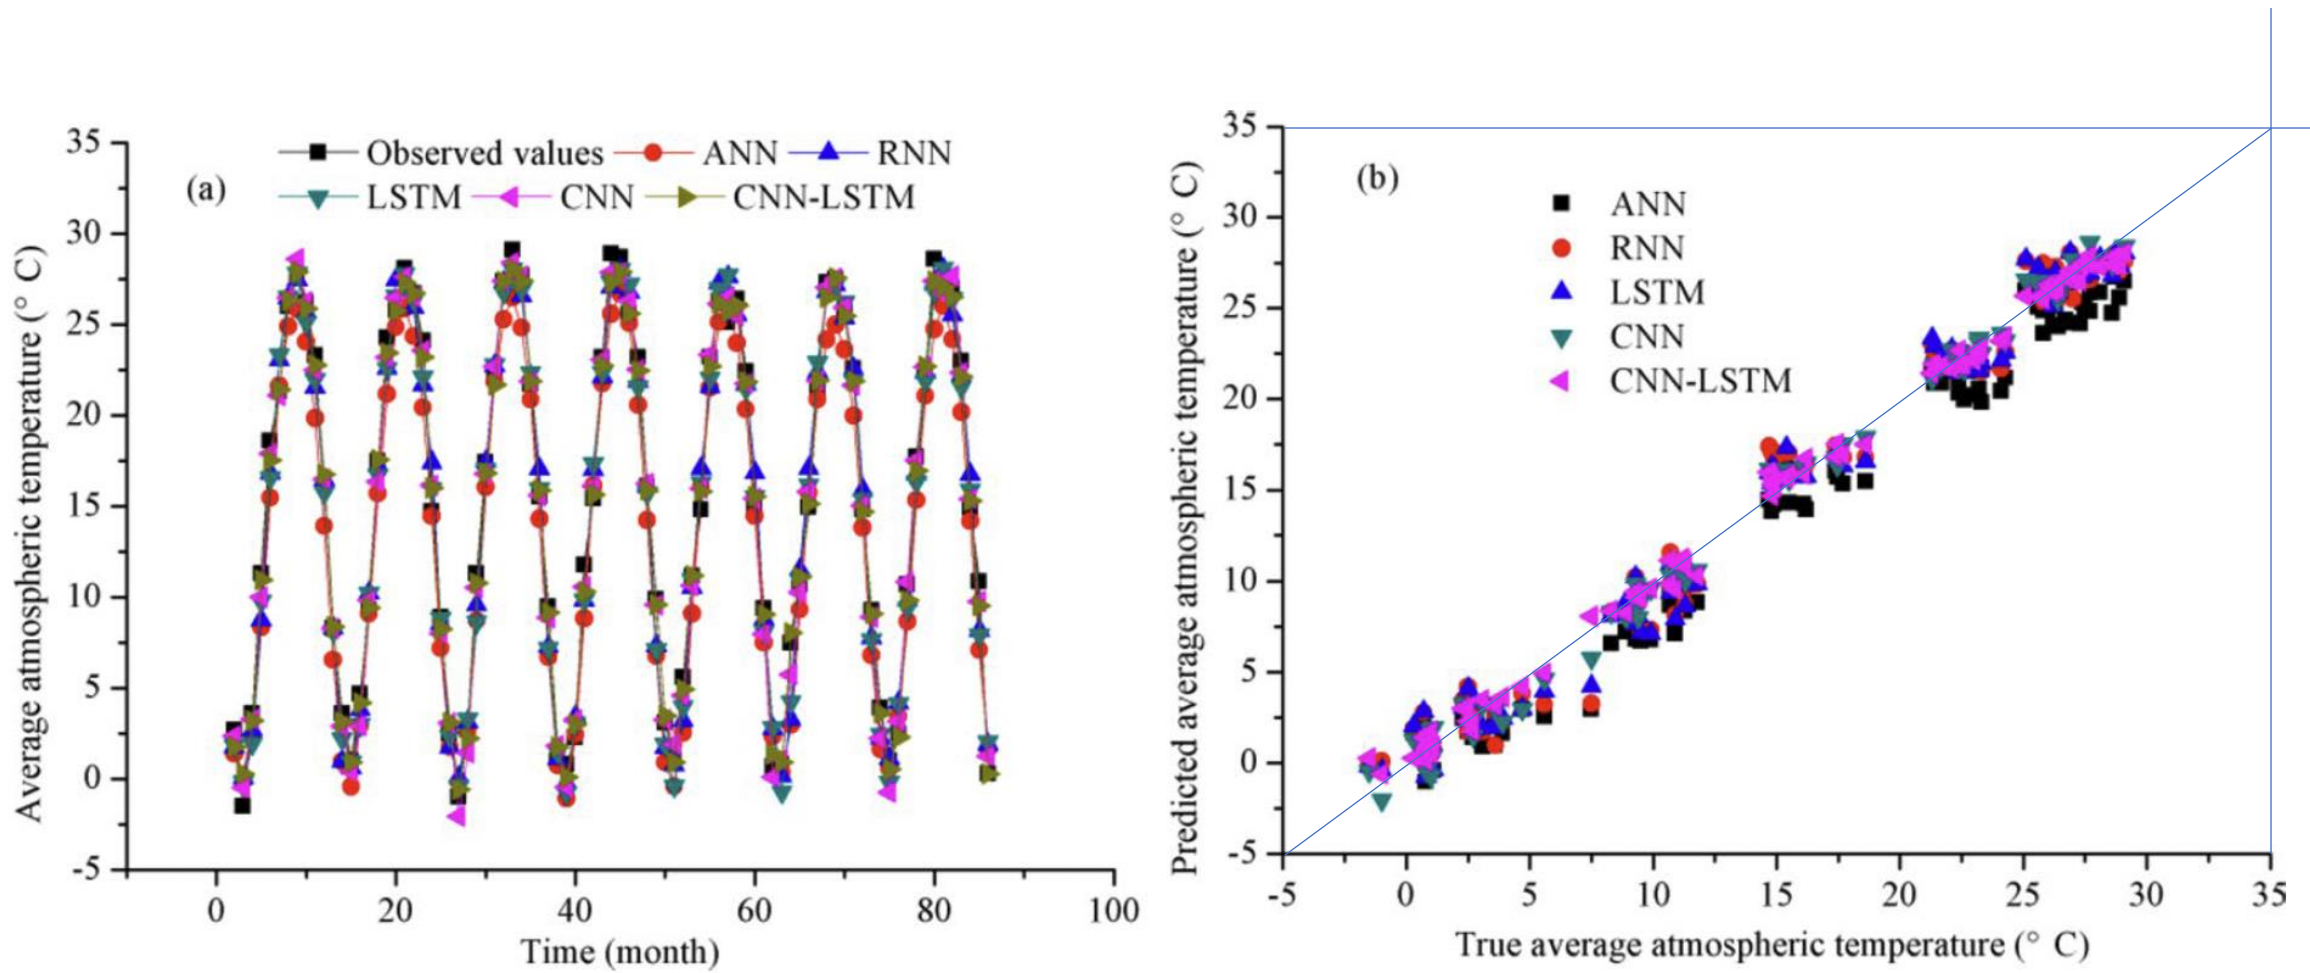 (a)
Observed values ANN RNN
LSTM CNN CNN-LSTM
Average atmospheric temperature (° C)
35
30
25
20
15
10
5
0
-5
0 20 40 60 80 100
Time (month)
(b)
ANN
RNN
LSTM
CNN
CNN-LSTM
Predicted average atmospheric temperature (° C)
35
30
25
20
15
10
5
0
-5
-5 0 5 10 15 20 25 30 35
True average atmospheric temperature (° C)